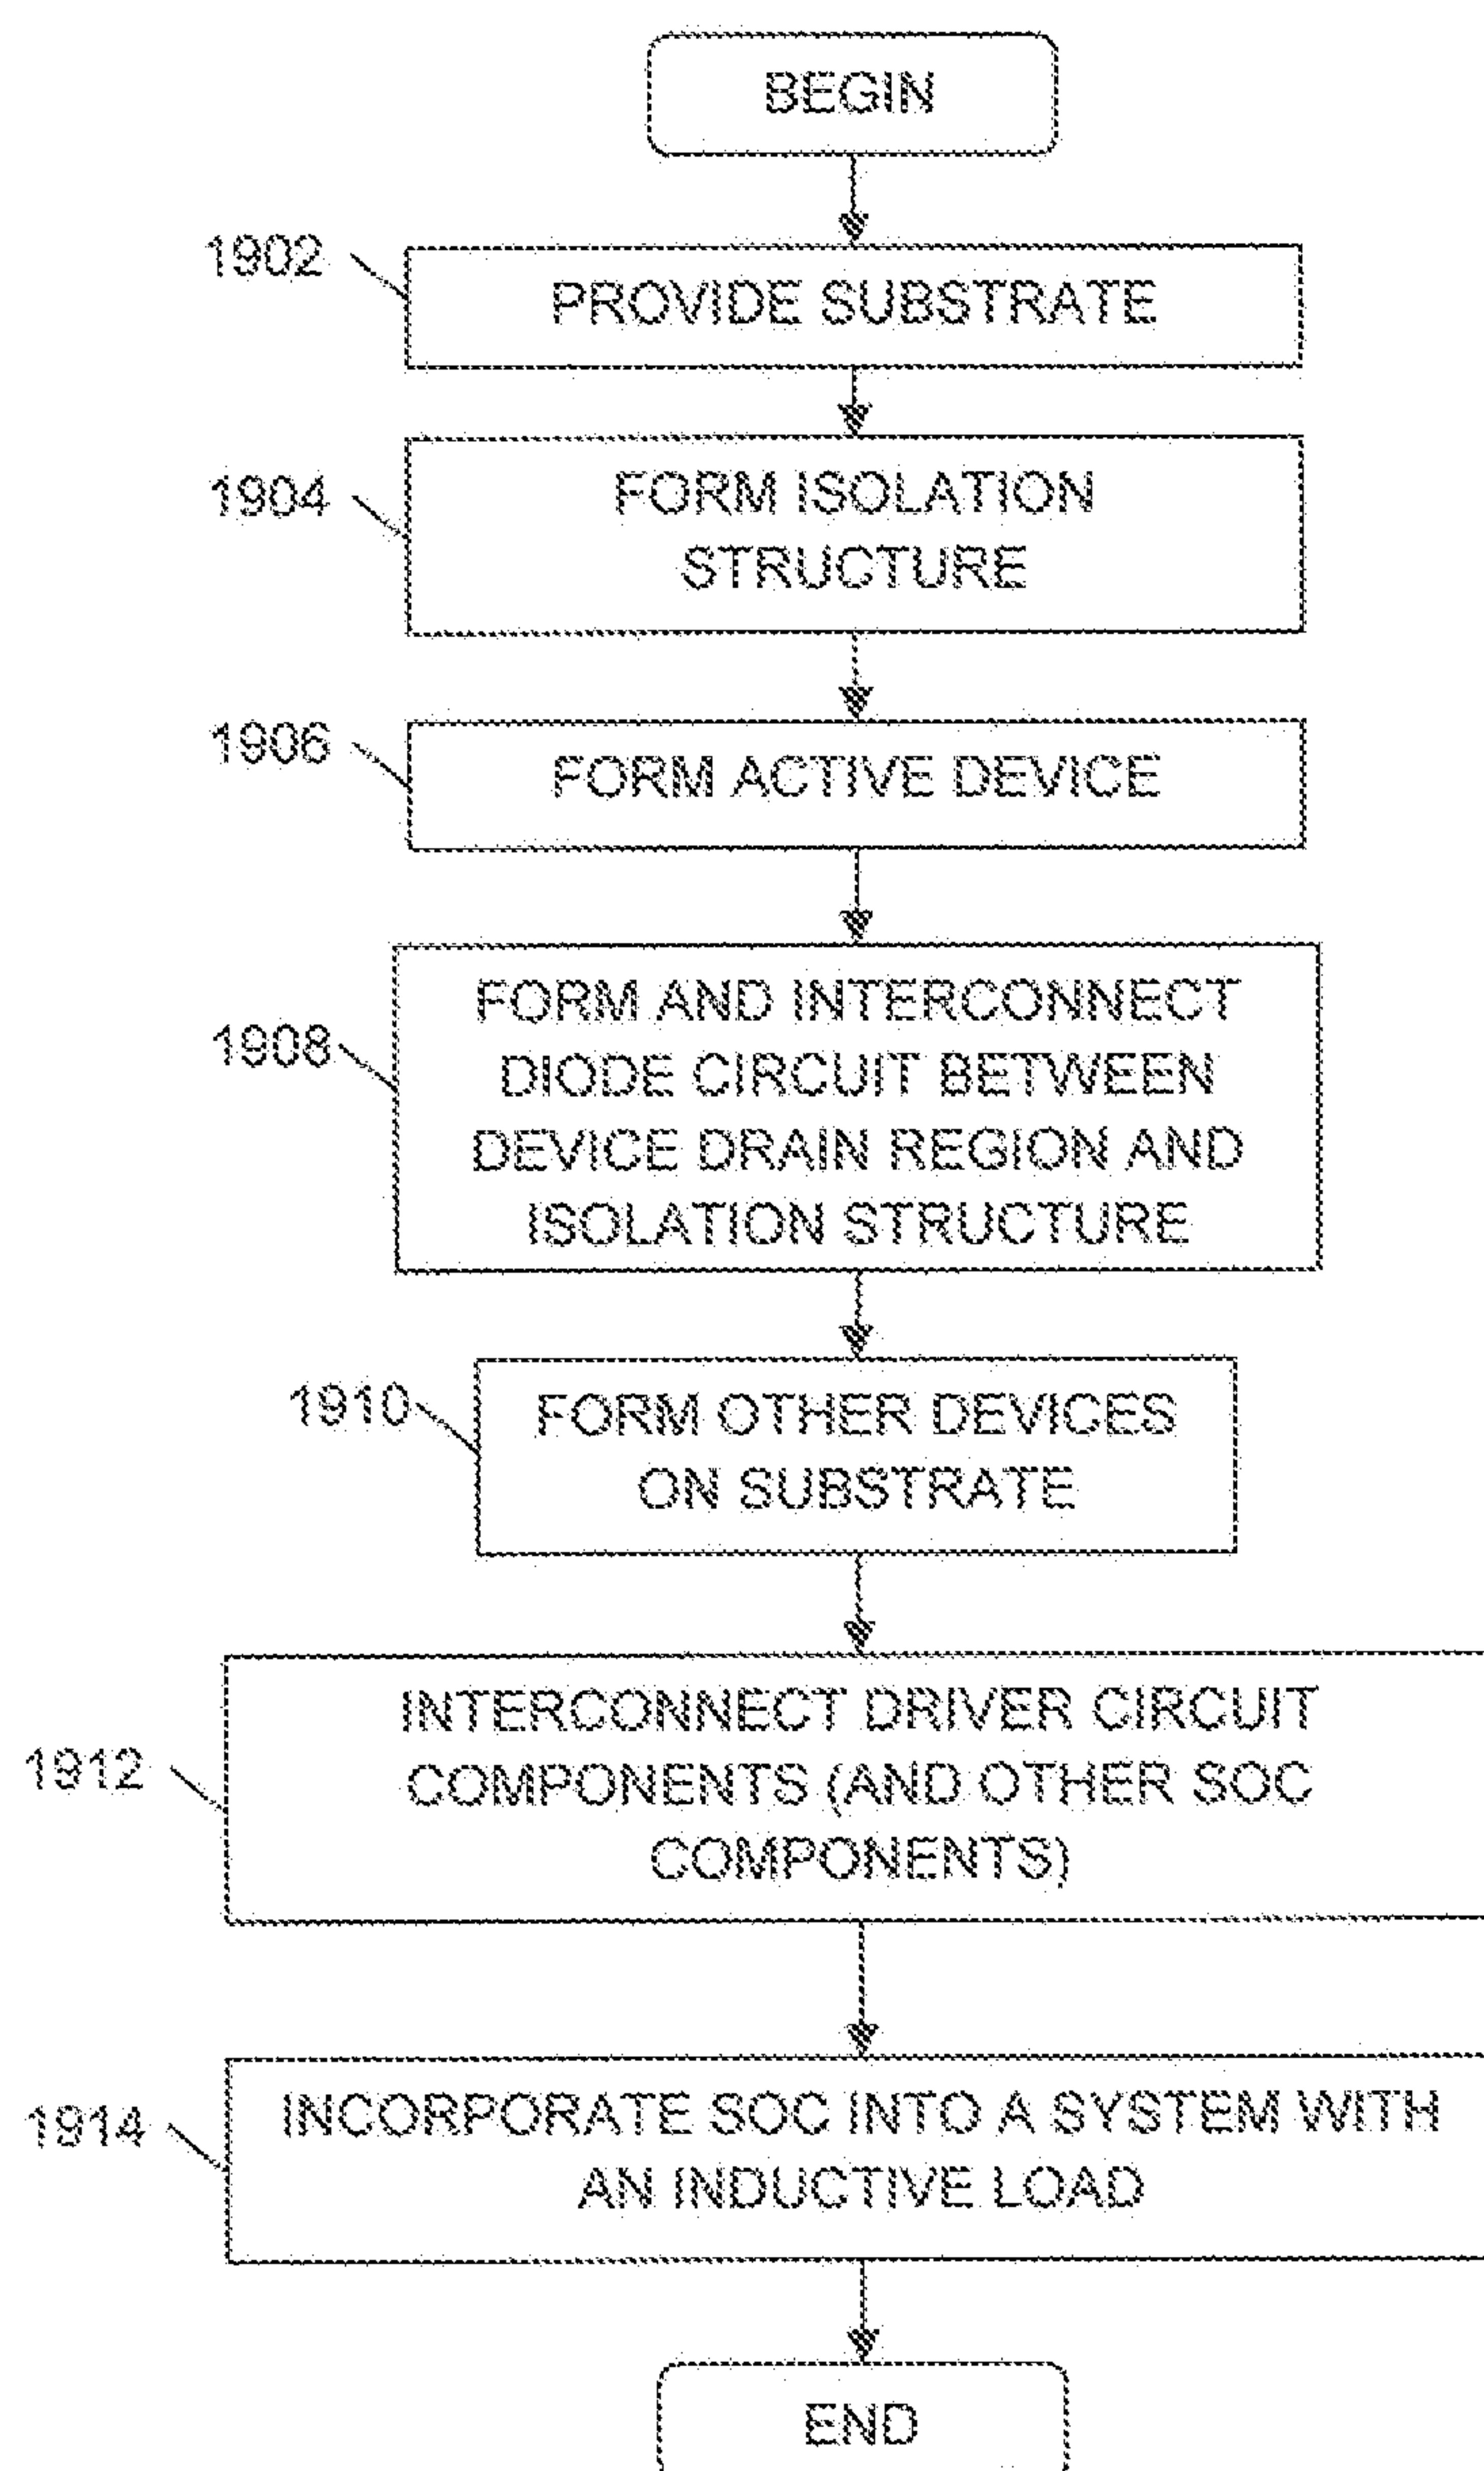 BEGIN
1902
PROVIDE SUBSTRATE
1904
FORM ISOLATION
STRUCTURE
1906
FORM ACTIVE DEVICE
1908
FORM AND INTERCONNECT
DIODE CIRCUIT BETWEEN
DEVICE DRAIN REGION AND
ISOLATION STRUCTURE
1910
FORM OTHER DEVICES
ON SUBSTRATE
1912
INTERCONNECT DRIVER CIRCUIT
COMPONENTS (AND OTHER SOC
COMPONENTS)
1914
INCORPORATE SOC INTO A SYSTEM WITH
AN INDUCTIVE LOAD
END